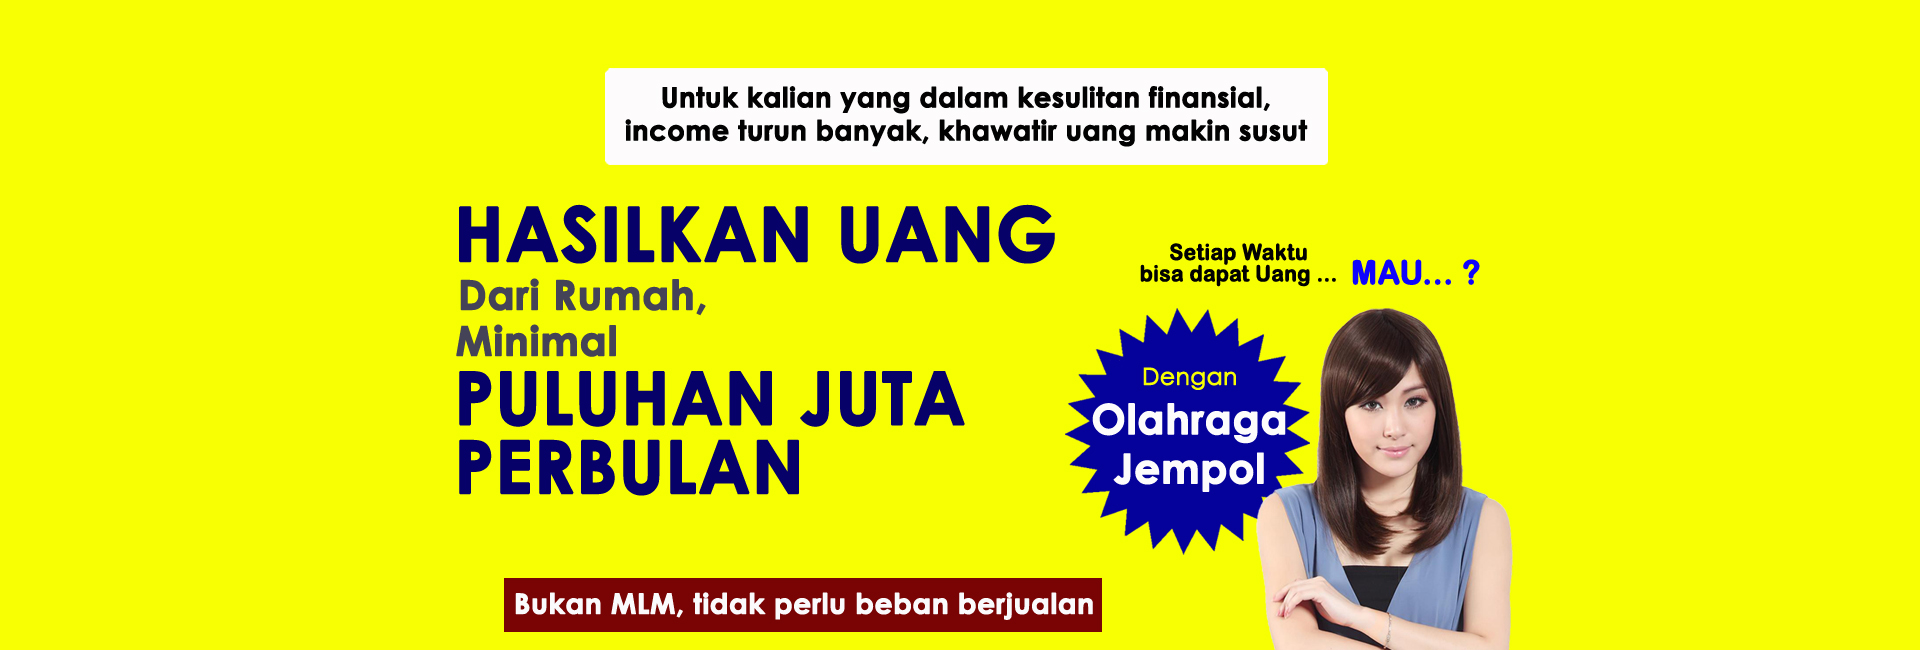 Untuk kalian yang dalam kesulitan finansial,
income turun banyak, khawatir uang makin susut
HASILKAN UANG
Dari Rumah,
Minimal
PULUHAN JUTA
PERBULAN
Setiap Waktu
bisa dapat Uang ... MAU... ?
Dengan
Olahraga
Jempol
Bukan MLM, tidak perlu beban berjualan